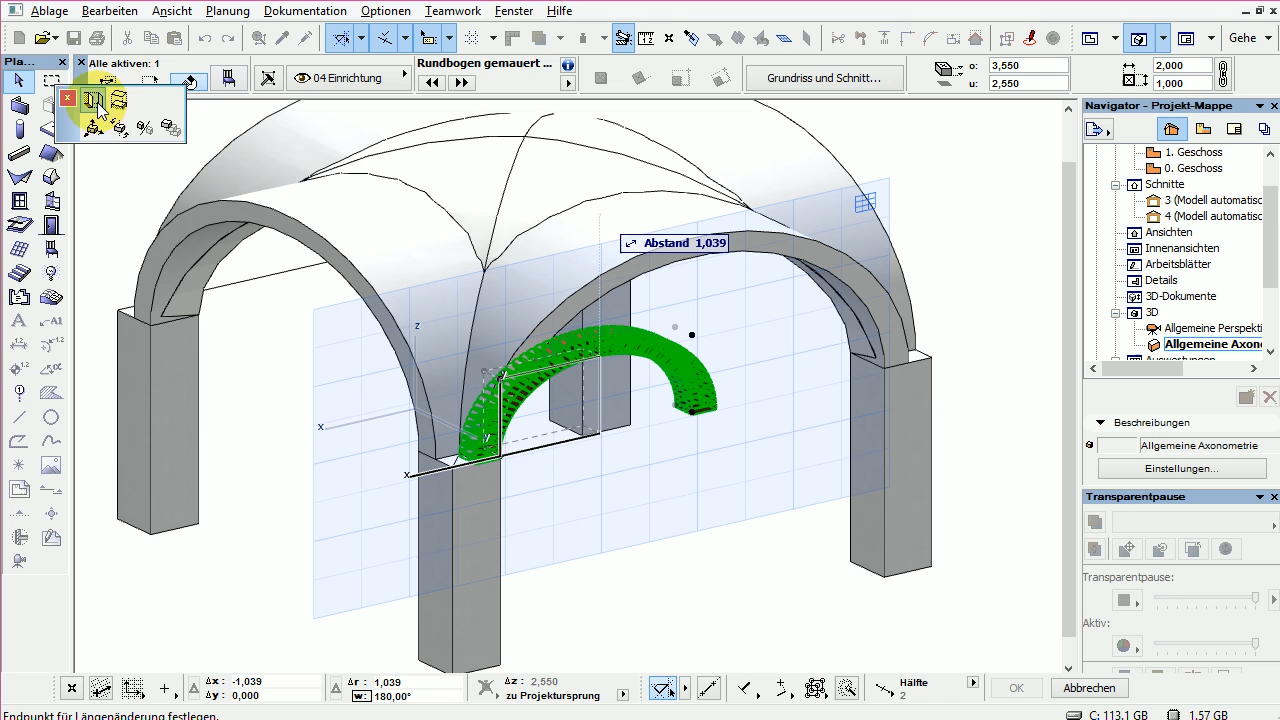 Ablage Bearbeiten Ansicht Planung Dokumentation Optionen Teamwork Fenster Hilfe
Gehe
Pla...
Alle aktiven: 1
04 Einrichtung
Rundbogen gemauert ...
Grundriss und Schnitt...
o: 3,550
u: 2,550
2,000
1,000
Navigator - Projekt-Mappe
1. Geschoss
0. Geschoss
Schnitte
3 (Modell automatisc
4 (Modell automatisc
Ansichten
Innenansichten
Arbeitsblätter
Details
3D-Dokumente
3D
Allgemeine Perspekti
Allgemeine Axono
Beschreibungen
Allgemeine Axonometrie
Einstellungen...
Transparentpause
Transparentpause:
Aktiv:
Abstand 1,039
z
x
y
y
x
A
A1
1.2
Δx: -1,039
Δy: 0,000
Δr: 1,039
w: 180,00°
Δz: 2,550
zu Projektursprung
Hälfte
2
OK
Abbrechen
Endpunkt für Längenänderung festlegen.
C: 113.1 GB
1.57 GB